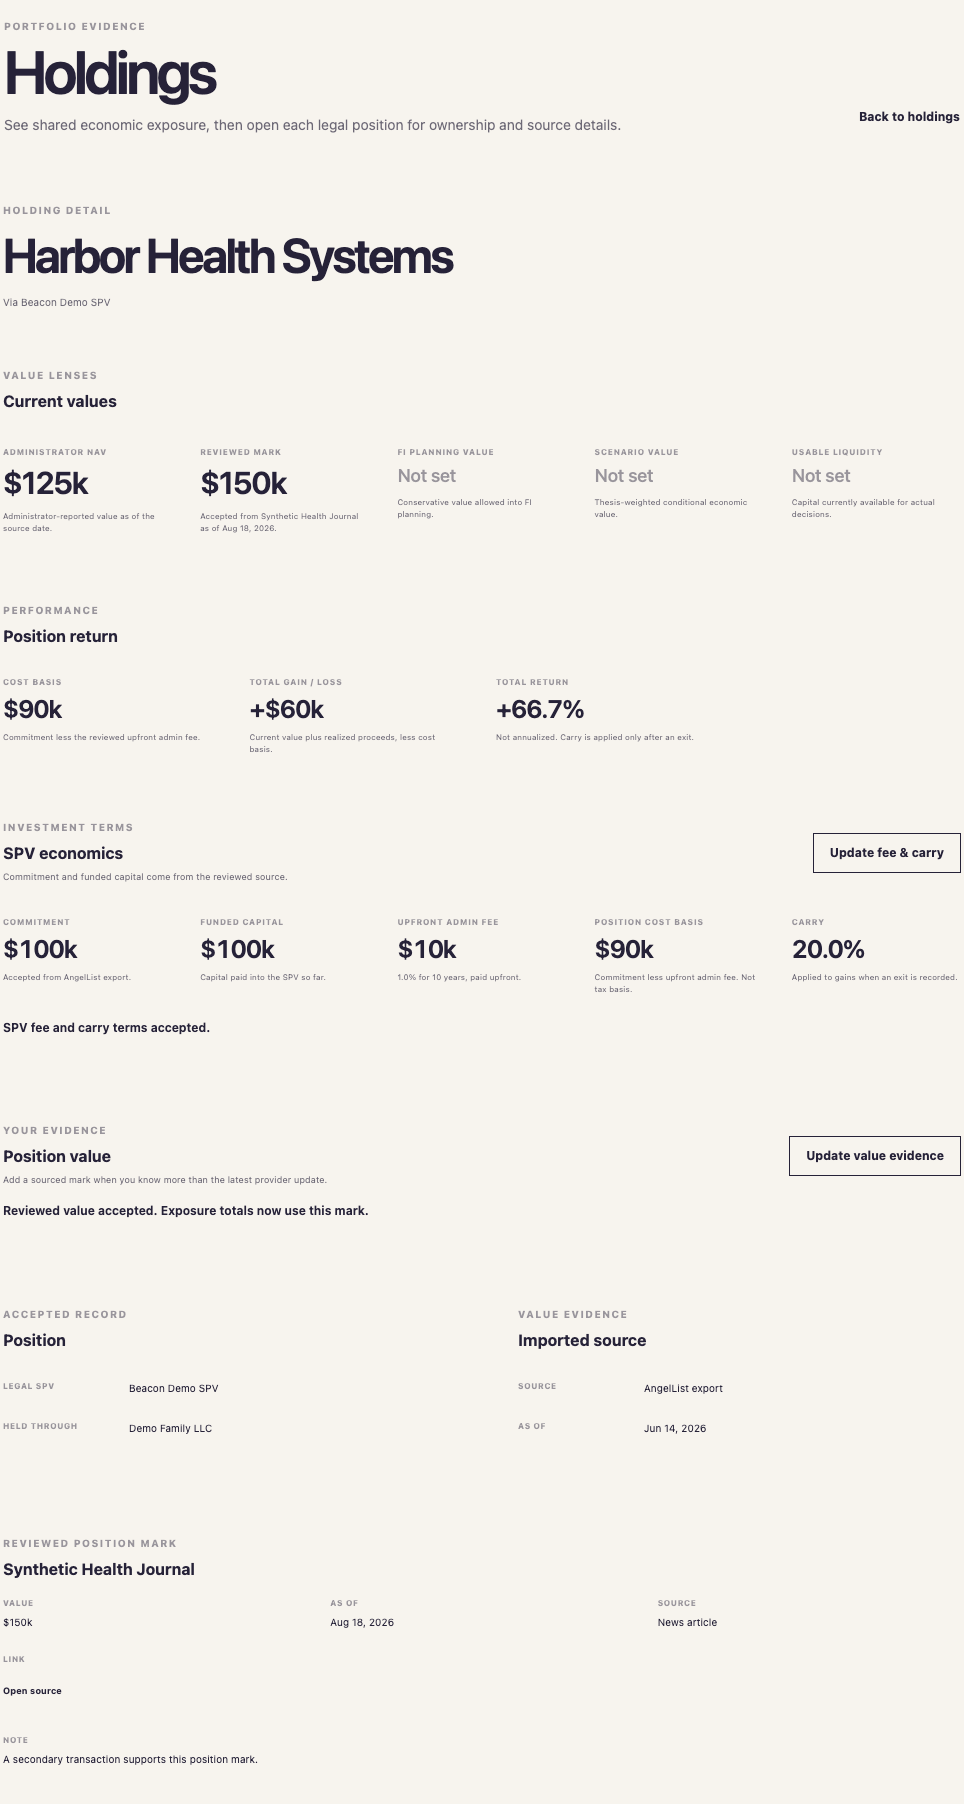 PORTFOLIO EVIDENCE
Holdings
See shared economic exposure, then open each legal position for ownership and source details.
Back to holdings
HOLDING DETAIL
Harbor Health Systems
Via Beacon Demo SPV
VALUE LENSES
Current values
ADMINISTRATOR NAV
$125k
Administrator-reported value as of the
source date.
REVIEWED MARK
$150k
Accepted from Synthetic Health Journal
as of Aug 18, 2026.
FI PLANNING VALUE
Not set
Conservative value allowed into FI
planning.
SCENARIO VALUE
Not set
Thesis-weighted conditional economic
value.
USABLE LIQUIDITY
Not set
Capital currently available for actual
decisions.
PERFORMANCE
Position return
COST BASIS
$90k
Commitment less the reviewed upfront admin fee.
TOTAL GAIN / LOSS
+$60k
Current value plus realized proceeds, less cost
basis.
TOTAL RETURN
+66.7%
Not annualized. Carry is applied only after an exit.
INVESTMENT TERMS
SPV economics
Commitment and funded capital come from the reviewed source.
Update fee & carry
COMMITMENT
$100k
Accepted from AngelList export.
FUNDED CAPITAL
$100k
Capital paid into the SPV so far.
UPFRONT ADMIN FEE
$10k
1.0% for 10 years, paid upfront.
POSITION COST BASIS
$90k
Commitment less upfront admin fee. Not
tax basis.
CARRY
20.0%
Applied to gains when an exit is recorded.
SPV fee and carry terms accepted.
YOUR EVIDENCE
Position value
Add a sourced mark when you know more than the latest provider update.
Update value evidence
Reviewed value accepted. Exposure totals now use this mark.
ACCEPTED RECORD
Position
LEGAL SPV
Beacon Demo SPV
HELD THROUGH
Demo Family LLC
VALUE EVIDENCE
Imported source
SOURCE
AngelList export
AS OF
Jun 14, 2026
REVIEWED POSITION MARK
Synthetic Health Journal
VALUE
$150k
AS OF
Aug 18, 2026
SOURCE
News article
LINK
Open source
NOTE
A secondary transaction supports this position mark.